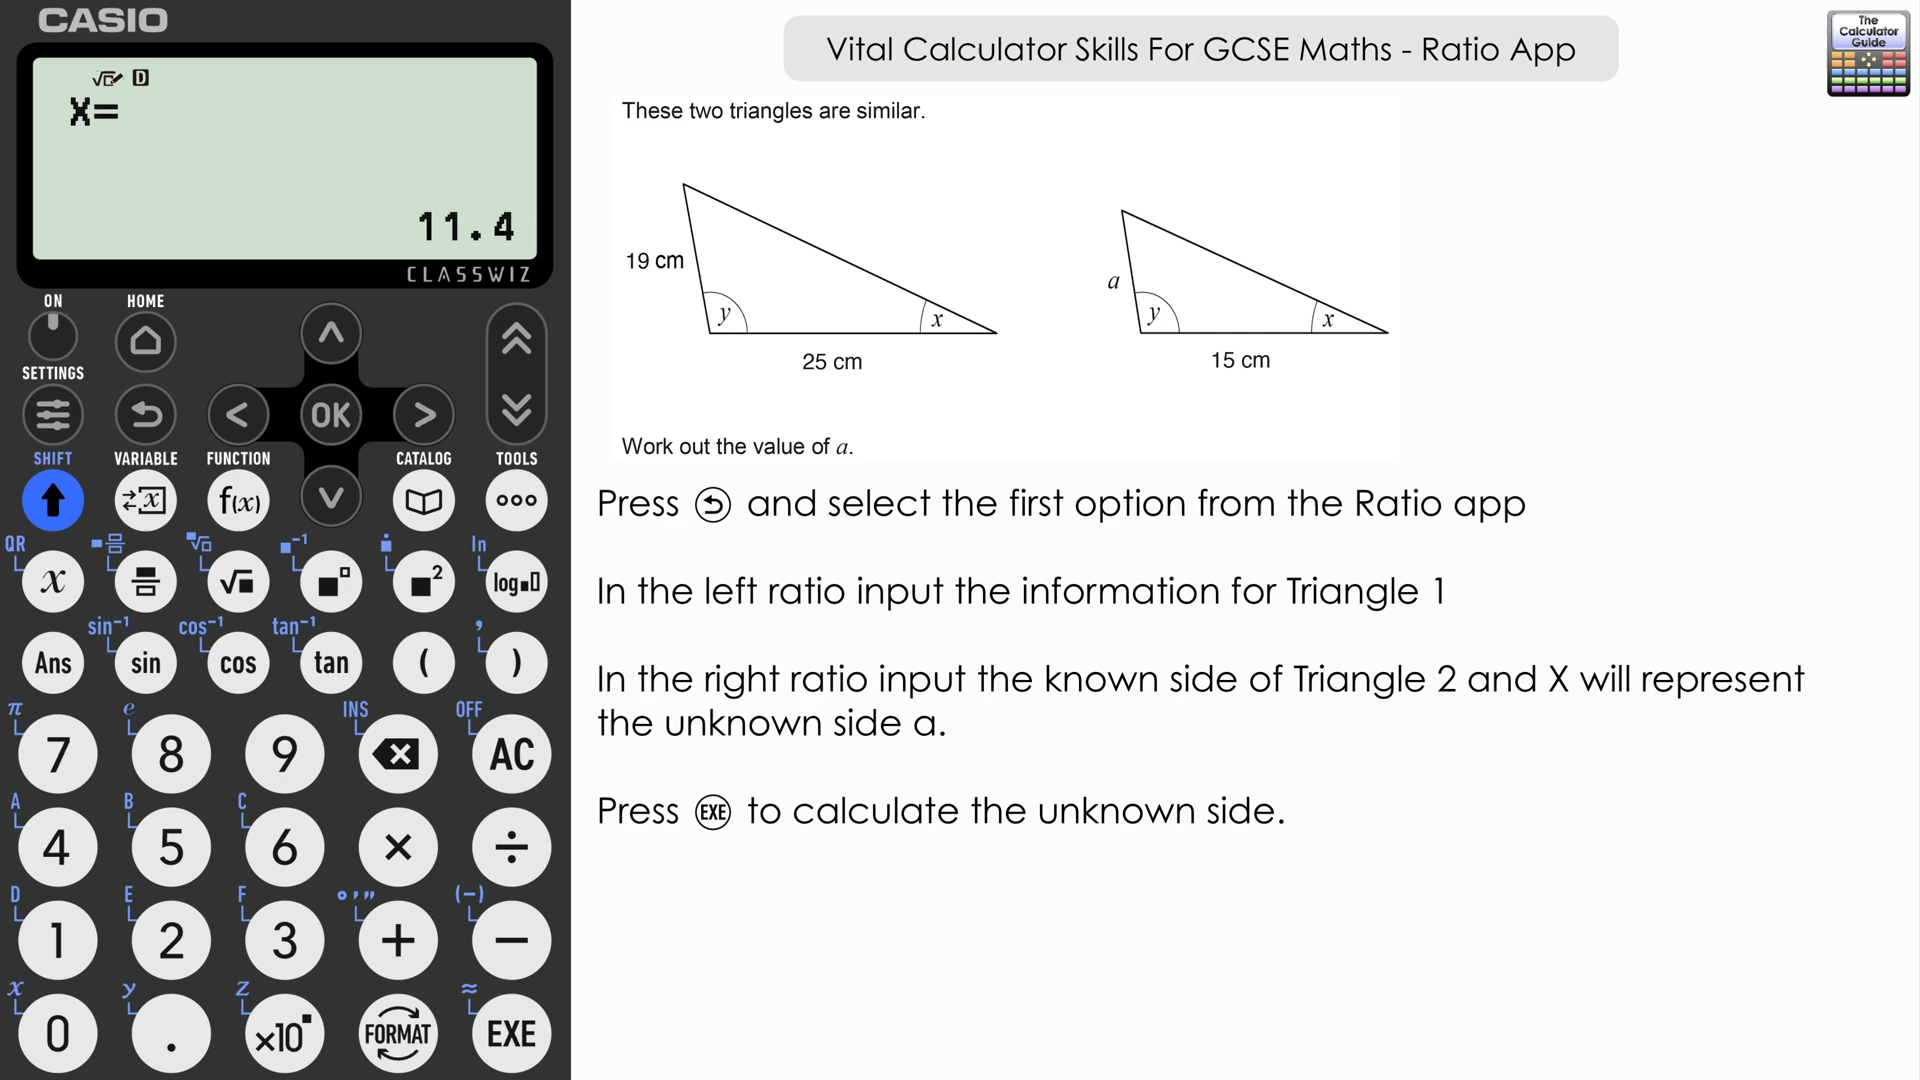 CASIO
D
X=
11.4
CLASSWIZ
ON
HOME
SETTINGS
OK
SHIFT
VARIABLE
FUNCTION
CATALOG
TOOLS
x
f(x)
QR
-1
ln
x
√
2
log
sin⁻¹
cos⁻¹
tan⁻¹
,
Ans
sin
cos
tan
(
)
π
e
INS
OFF
7
8
9
AC
A
B
C
4
5
6
×
÷
D
E
F
° ′ ″
(−)
1
2
3
+
−
x
y
z
≈
0
.
×10
FORMAT
EXE
Vital Calculator Skills For GCSE Maths - Ratio App
The
Calculator
Guide
These two triangles are similar.
19 cm
y
x
25 cm
a
y
x
15 cm
Work out the value of a.
Press and select the first option from the Ratio app
In the left ratio input the information for Triangle 1
In the right ratio input the known side of Triangle 2 and X will represent
the unknown side a.
Press EXE to calculate the unknown side.